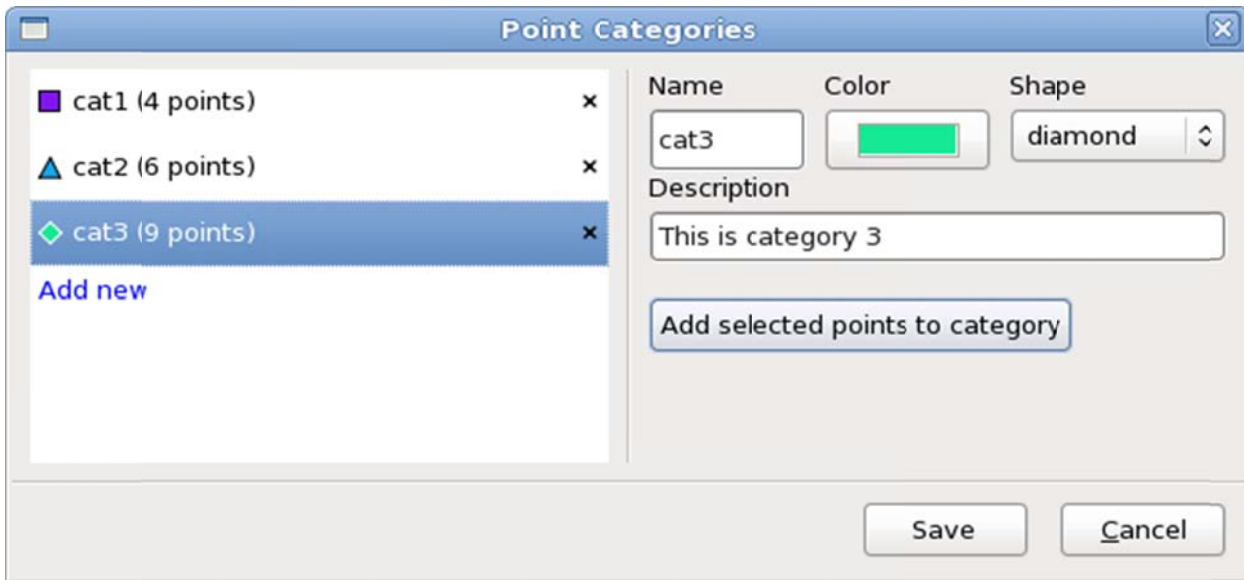 Point Categories
cat1 (4 points)
cat2 (6 points)
cat3 (9 points)
Add new
Name Color Shape
cat3 diamond
Description
This is category 3
Add selected points to category
Save Cancel